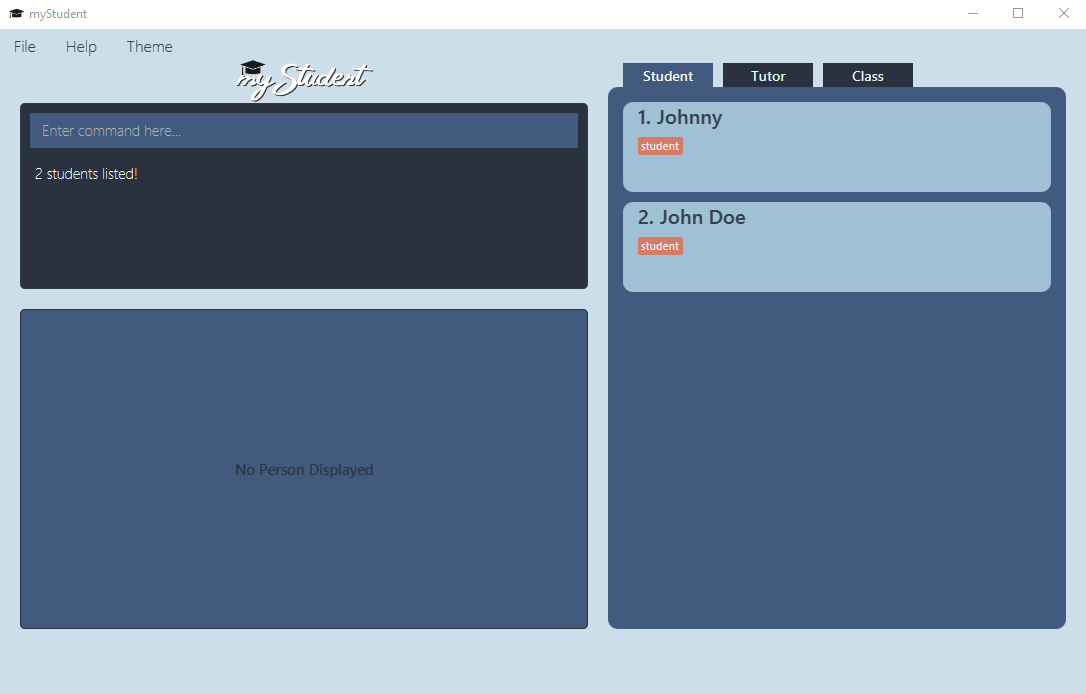 myStudent
File Help Theme
myStudent
Enter command here...
2 students listed!
No Person Displayed
Student Tutor Class
1. Johnny
student
2. John Doe
student